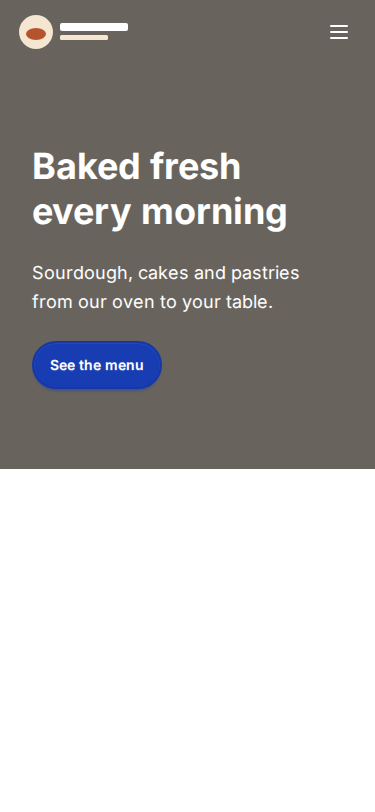 Baked fresh
every morning
Sourdough, cakes and pastries
from our oven to your table.
See the menu